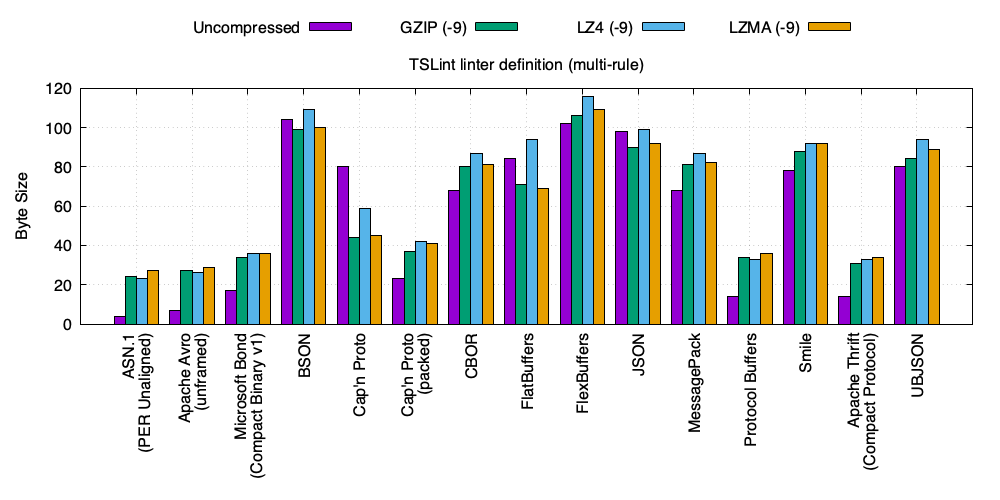 Uncompressed GZIP (-9) LZ4 (-9) LZMA (-9)
TSLint linter definition (multi-rule)
Byte Size
120
100
80
60
40
20
0
ASN.1
(PER Unaligned)
Apache Avro
(unframed)
Microsoft Bond
(Compact Binary v1)
BSON
Cap'n Proto
Cap'n Proto
(packed)
CBOR
FlatBuffers
FlexBuffers
JSON
MessagePack
Protocol Buffers
Smile
Apache Thrift
(Compact Protocol)
UBJSON